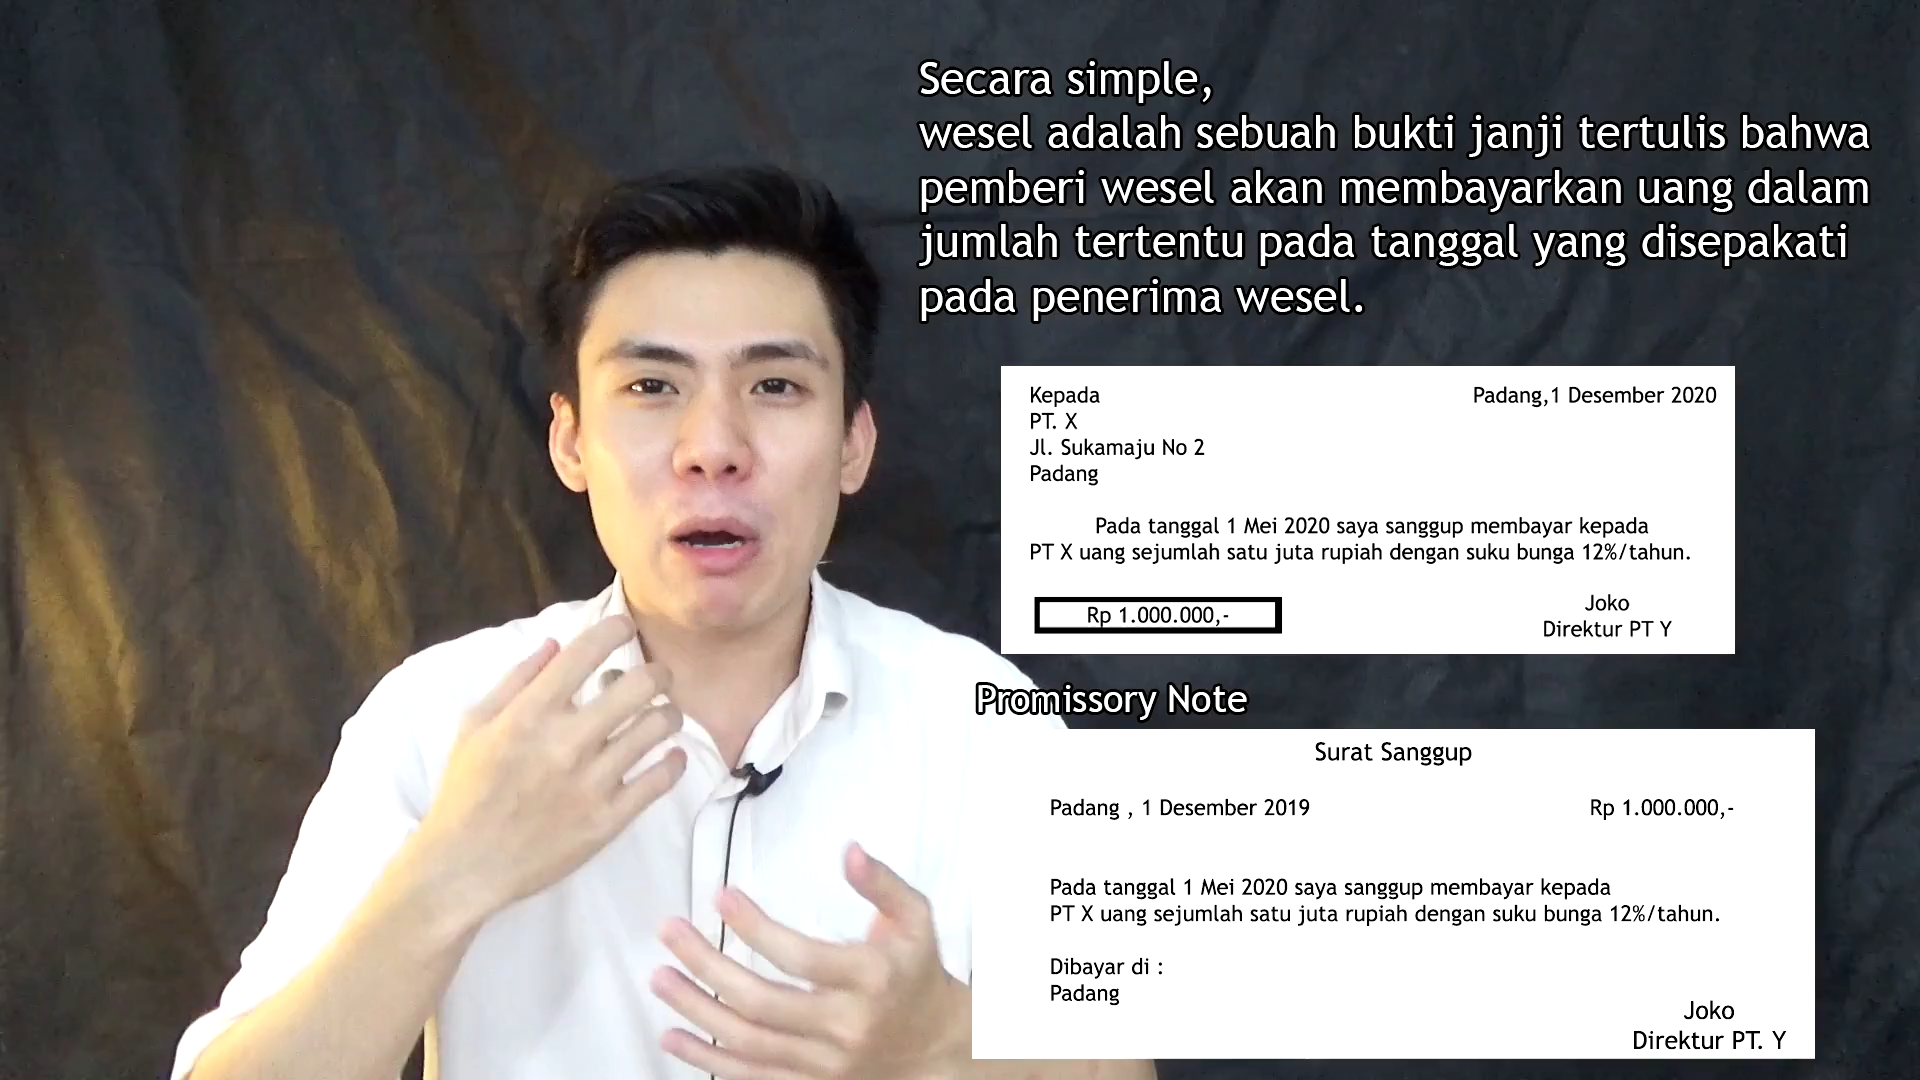 Secara simple,
wesel adalah sebuah bukti janji tertulis bahwa
pemberi wesel akan membayarkan uang dalam
jumlah tertentu pada tanggal yang disepakati
pada penerima wesel.
Kepada
Padang,1 Desember 2020
PT. X
Jl. Sukamaju No 2
Padang
Pada tanggal 1 Mei 2020 saya sanggup membayar kepada
PT X uang sejumlah satu juta rupiah dengan suku bunga 12%/tahun.
Rp 1.000.000,-
Joko
Direktur PT Y
Promissory Note
Surat Sanggup
Padang , 1 Desember 2019
Rp 1.000.000,-
Pada tanggal 1 Mei 2020 saya sanggup membayar kepada
PT X uang sejumlah satu juta rupiah dengan suku bunga 12%/tahun.
Dibayar di :
Padang
Joko
Direktur PT. Y